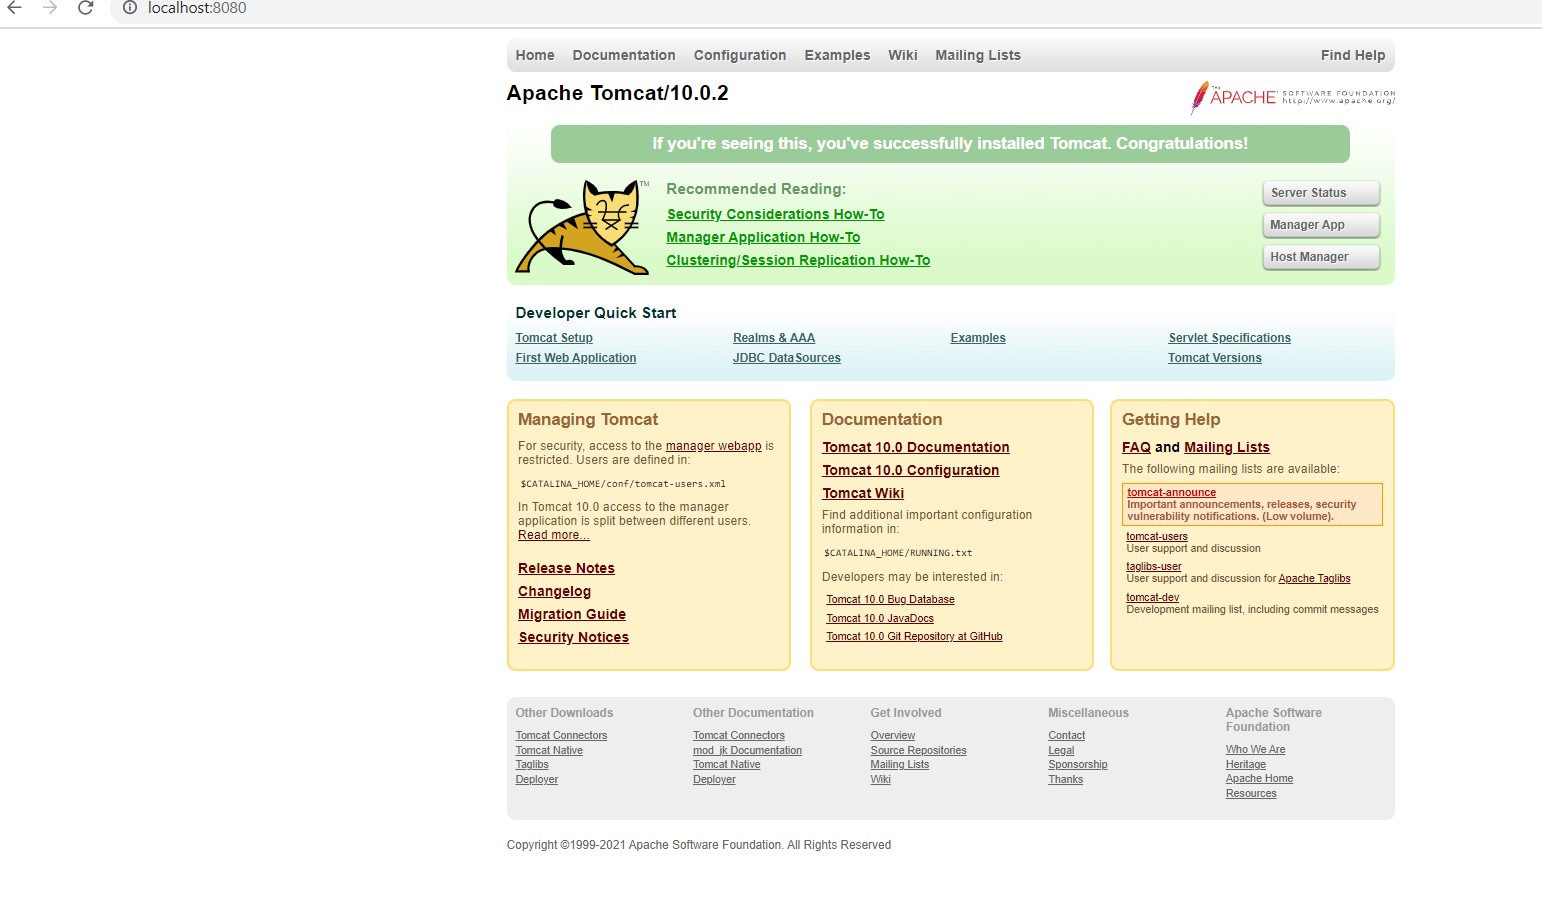 localhost:8080
Home Documentation Configuration Examples Wiki Mailing Lists Find Help
Apache Tomcat/10.0.2
THE APACHE SOFTWARE FOUNDATION
http://www.apache.org/
If you're seeing this, you've successfully installed Tomcat. Congratulations!
TM
Recommended Reading:
Security Considerations How-To
Manager Application How-To
Clustering/Session Replication How-To
Server Status
Manager App
Host Manager
Developer Quick Start
Tomcat Setup
First Web Application
Realms & AAA
JDBC DataSources
Examples
Servlet Specifications
Tomcat Versions
Managing Tomcat
For security, access to the manager webapp is
restricted. Users are defined in:
$CATALINA_HOME/conf/tomcat-users.xml
In Tomcat 10.0 access to the manager
application is split between different users.
Read more...
Release Notes
Changelog
Migration Guide
Security Notices
Documentation
Tomcat 10.0 Documentation
Tomcat 10.0 Configuration
Tomcat Wiki
Find additional important configuration
information in:
$CATALINA_HOME/RUNNING.txt
Developers may be interested in:
Tomcat 10.0 Bug Database
Tomcat 10.0 JavaDocs
Tomcat 10.0 Git Repository at GitHub
Getting Help
FAQ and Mailing Lists
The following mailing lists are available:
tomcat-announce
Important announcements, releases, security
vulnerability notifications. (Low volume).
tomcat-users
User support and discussion
taglibs-user
User support and discussion for Apache Taglibs
tomcat-dev
Development mailing list, including commit messages
Other Downloads
Tomcat Connectors
Tomcat Native
Taglibs
Deployer
Other Documentation
Tomcat Connectors
mod_jk Documentation
Tomcat Native
Deployer
Get Involved
Overview
Source Repositories
Mailing Lists
Wiki
Miscellaneous
Contact
Legal
Sponsorship
Thanks
Apache Software
Foundation
Who We Are
Heritage
Apache Home
Resources
Copyright ©1999-2021 Apache Software Foundation. All Rights Reserved